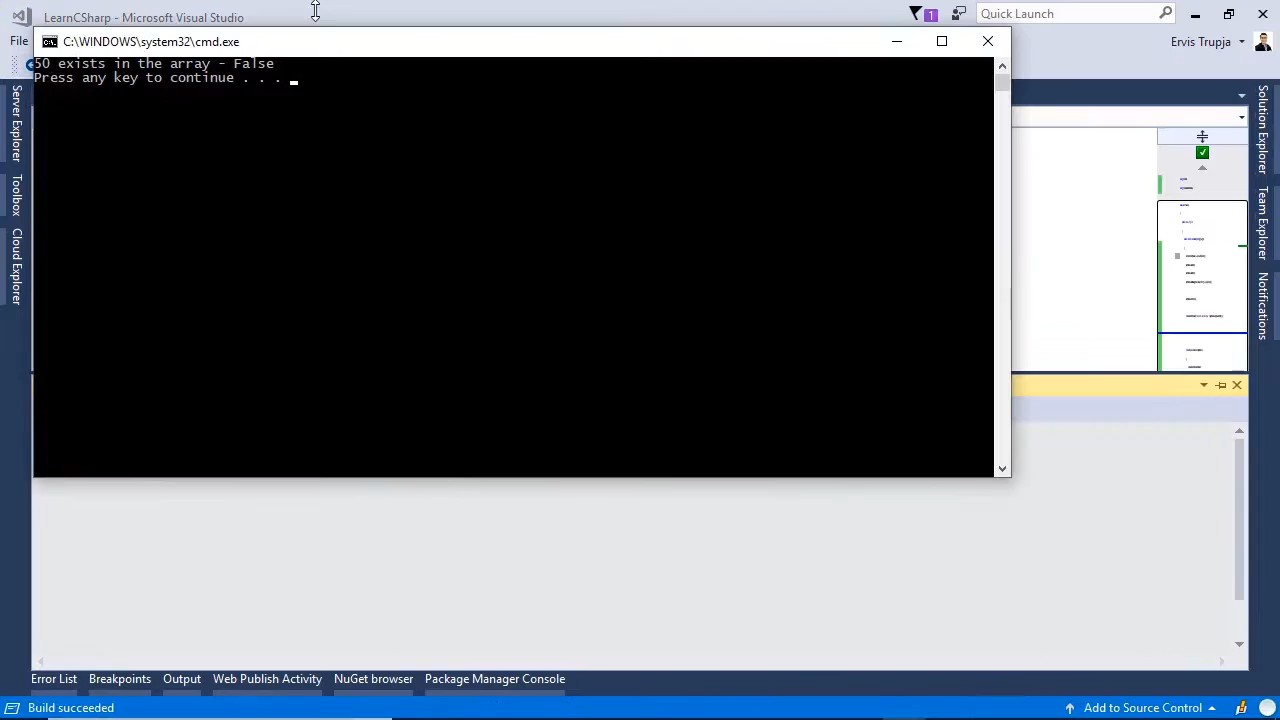 LearnCSharp - Microsoft Visual Studio
1
Quick Launch
C:\WINDOWS\system32\cmd.exe
File
Ervis Trupja
50 exists in the array - False
Press any key to continue . . .
Server Explorer
Toolbox
Cloud Explorer
Solution Explorer
Team Explorer
Notifications
Error List
Breakpoints
Output
Web Publish Activity
NuGet browser
Package Manager Console
Build succeeded
Add to Source Control